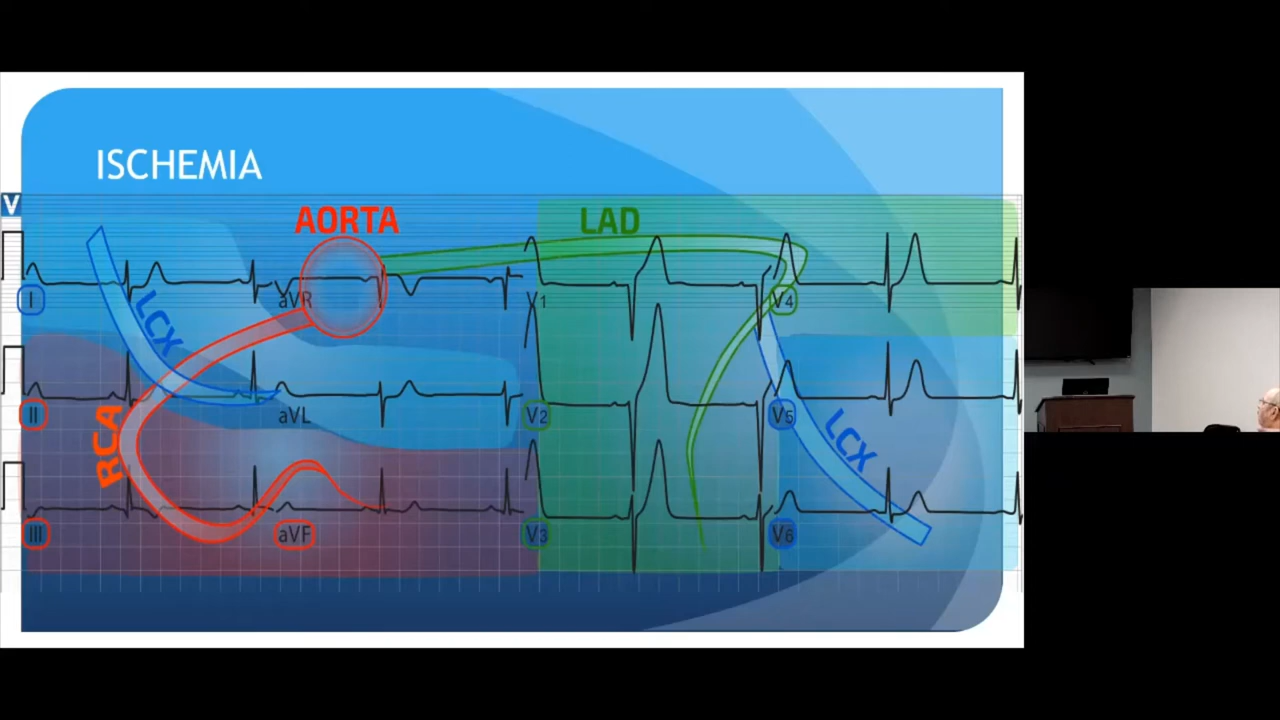 ISCHEMIA
V
AORTA
LAD
I
aVR
V1
V4
LCX
II
aVL
V2
V5
RCA
LCX
III
aVF
V3
V6